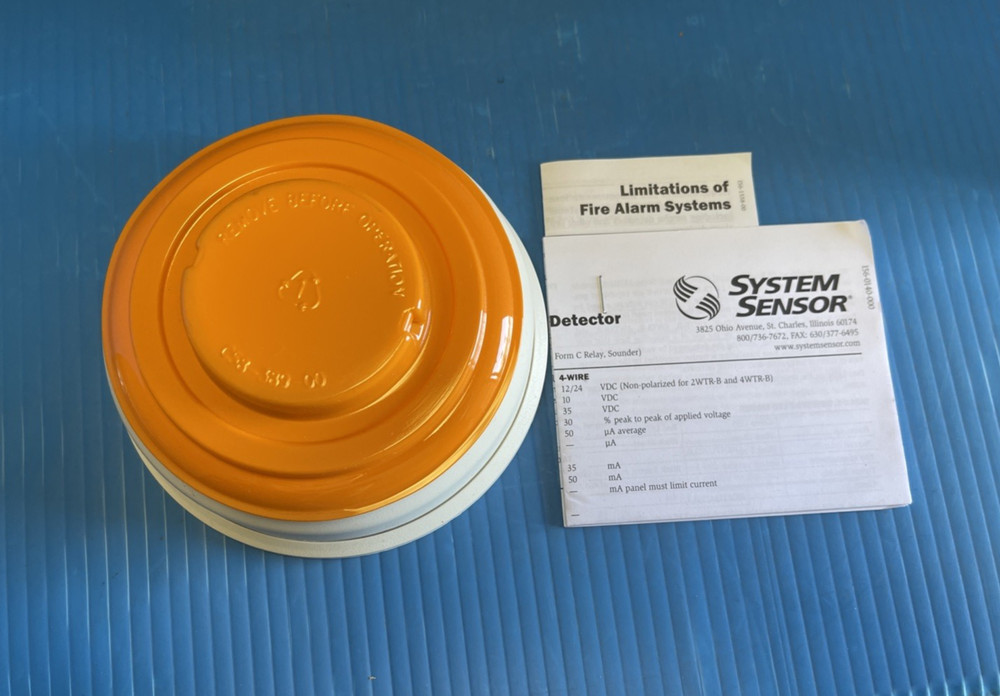 REMOVE BEFORE OPERATION
1
Limitations of
Fire Alarm Systems
SYSTEM
SENSOR®
3825 Ohio Avenue, St. Charles, Illinois 60174
800/736-7672, FAX: 630/377-6495
www.systemsensor.com
Detector
Form C Relay, Sounder)
4-WIRE
12/24 VDC (Non-polarized for 2WTR-B and 4WTR-B)
10 VDC
35 VDC
30 % peak to peak of applied voltage
50 µA average
— µA
35 mA
50 mA
— mA panel must limit current
—